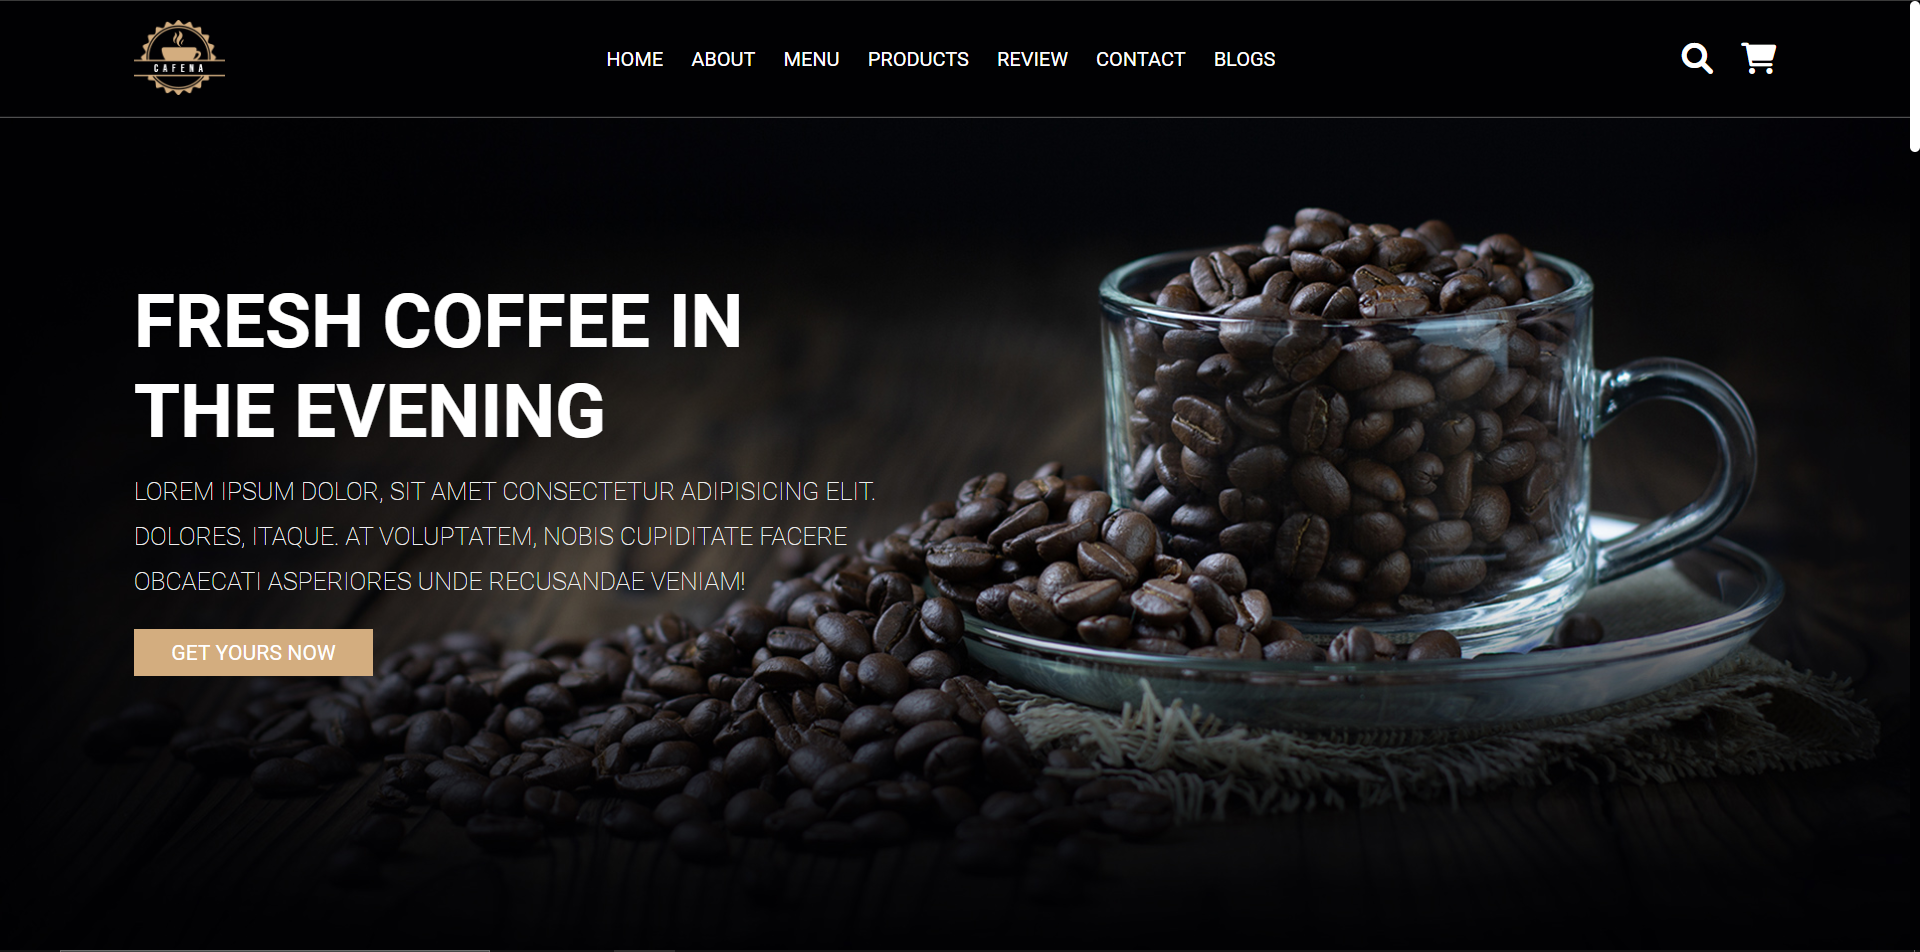 CAFENA
HOME ABOUT MENU PRODUCTS REVIEW CONTACT BLOGS
FRESH COFFEE IN
THE EVENING
LOREM IPSUM DOLOR, SIT AMET CONSECTETUR ADIPISICING ELIT.
DOLORES, ITAQUE. AT VOLUPTATEM, NOBIS CUPIDITATE FACERE
OBCAECATI ASPERIORES UNDE RECUSANDAE VENIAM!
GET YOURS NOW